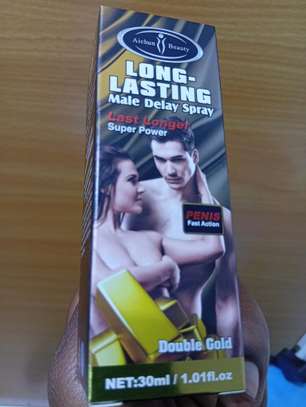 Aichun Beauty
LONG-
LASTING
Male Delay Spray
Last Longer
Super Power
PENIS
Fast Action
Double Gold
NET:30ml / 1.01fl.oz